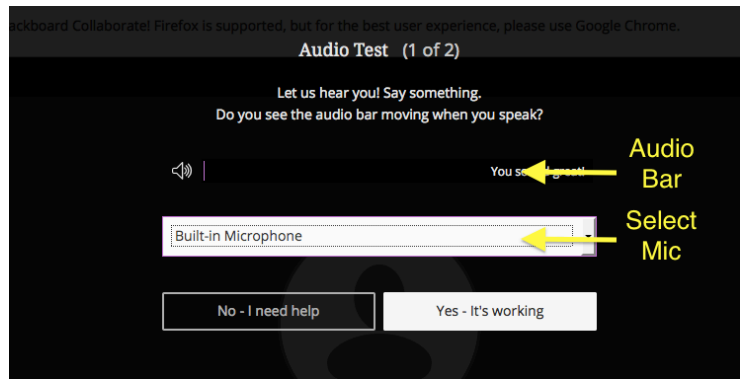 ackboard Collaborate! Firefox is supported, but for the best user experience, please use Google Chrome.
Audio Test (1 of 2)
Let us hear you! Say something.
Do you see the audio bar moving when you speak?
You great!
Audio
Bar
Select
Mic
Built-in Microphone
No - I need help
Yes - It's working